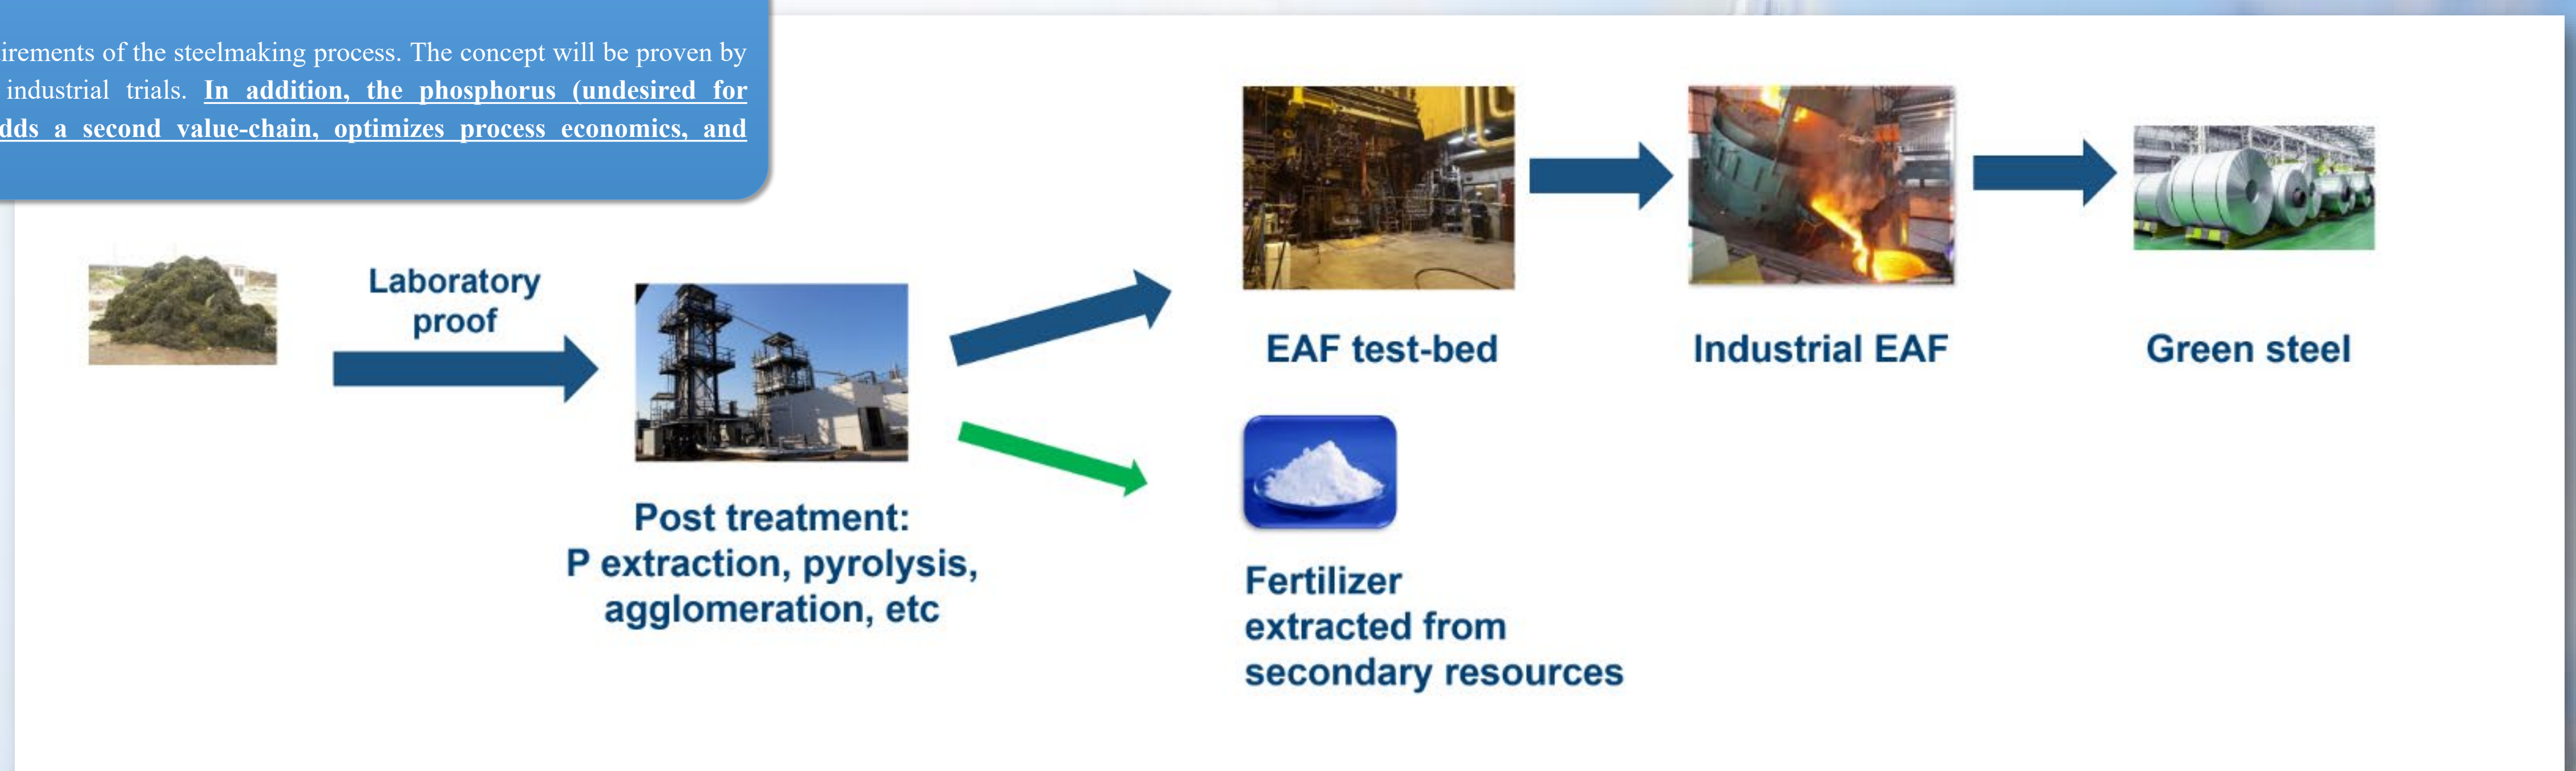 irements of the steelmaking process. The concept will be proven by
industrial trials. In addition, the phosphorus (undesired for
dds a second value-chain, optimizes process economics, and
Laboratory
proof
Post treatment:
P extraction, pyrolysis,
agglomeration, etc
EAF test-bed
Industrial EAF
Green steel
Fertilizer
extracted from
secondary resources